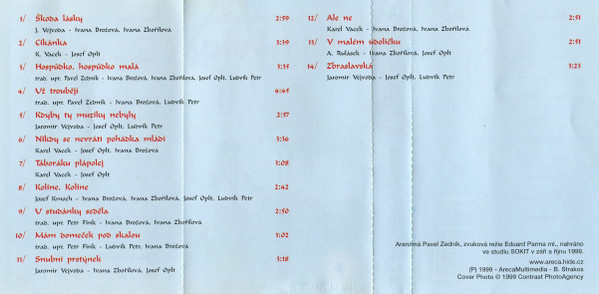 1/ Škoda lásky 2:59
J. Vejvoda - Ivana Brožová, Ivana Zbořilová
2/ Cikánka 3:39
K. Vacek - Josef Oplt
3/ Hospůdko, hospůdko malá 3:35
trad. upr. Pavel Zedník - Ivana Brožová, Ivana Zbořilová, Josef Oplt, Ludvík Petr
4/ Už troubějí 4:45
trad. upr. Pavel Zedník - Ivana Brožová, Ludvík Petr
5/ Kdyby ty muziky nebyly 2:57
Jaromír Vejvoda - Josef Oplt, Ludvík Petr
6/ Nikdy se nevrátí pohádka mládí 3:36
Karel Vacek - Josef Oplt, Ivana Brožová
7/ Táboráku plápolej 3:08
Karel Vacek - Josef Oplt
8/ Kolíne, Kolíne 2:42
Josef Kmoch - Ivana Brožová, Ivana Zbořilová, Josef Oplt, Ludvík Petr
9/ V studánky seděla 2:50
trad. upr. Petr Fink - Ivana Brožová, Ivana Zbořilová
10/ Mám domeček pod skalou 3:02
trad. upr. Petr Fink - Ivana Brožová, Ludvík Petr
11/ Snubní prstýnek 3:18
Jaromír Vejvoda - Ivana Zbořilová, Josef Oplt
12/ Ale ne 2:51
Karel Vacek - Ivana Brožová, Ivana Zbořilová
13/ V malém údolíčku 2:51
A. Rulásek - Josef Oplt, Ivana Zbořilová
14/ Zbraslavská 3:23
Jaromír Vejvoda - Josef Oplt, Ludvík Petr
Aranžmá Pavel Zedník, zvuková režie Eduard Parma ml., nahráno
ve studiu SOKIT v září a říjnu 1999.
www.areca.hide.cz
(P) 1999 - ArecaMultimedia - B. Strakos
Cover Photo © 1999 Contrast PhotoAgency